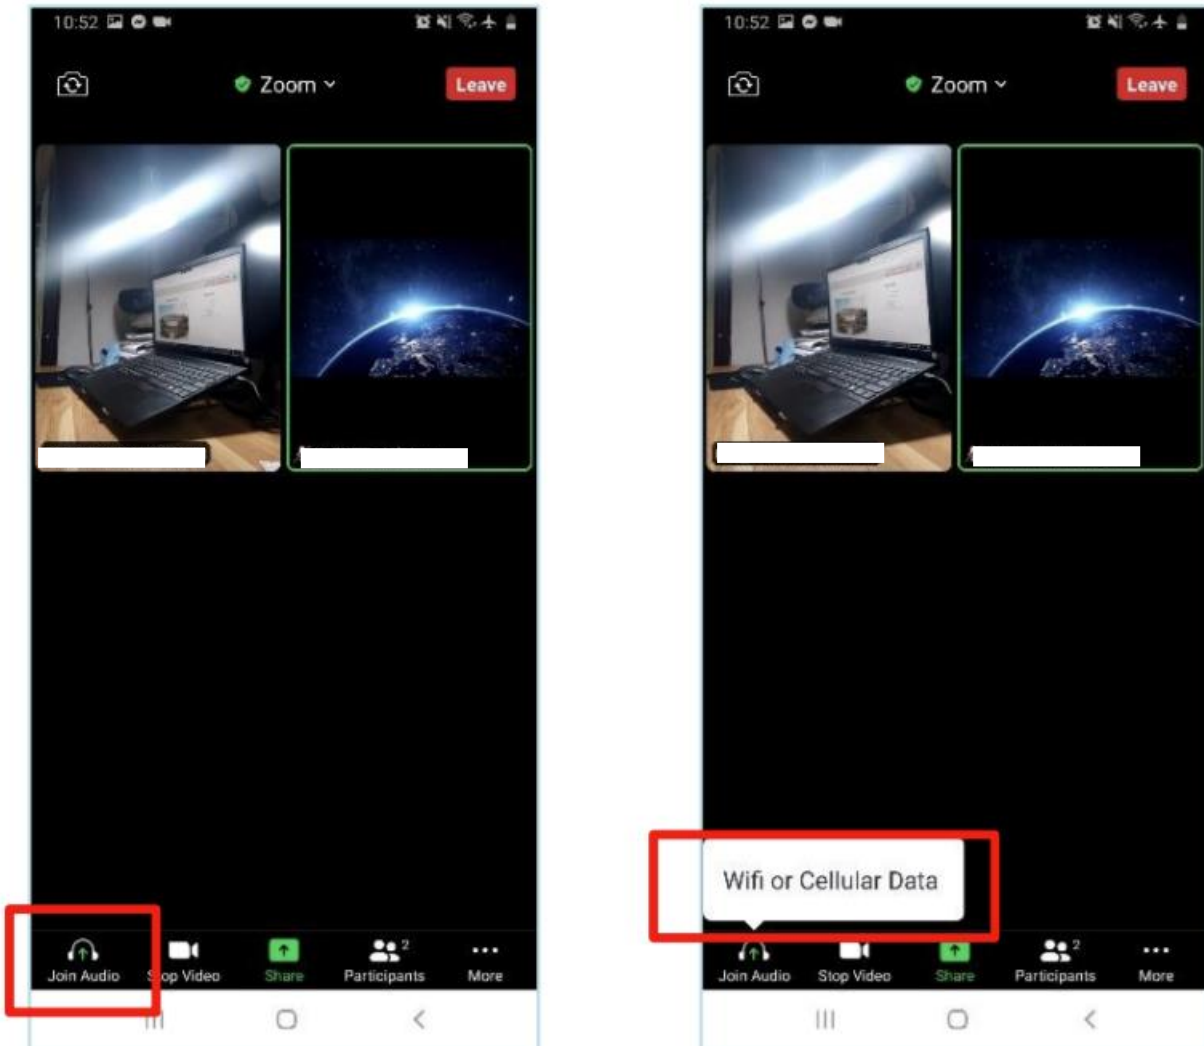 10:52
Zoom
Leave
Join Audio
Stop Video
Share
Participants
2
More
10:52
Zoom
Leave
Wifi or Cellular Data
Join Audio
Stop Video
Share
Participants
2
More